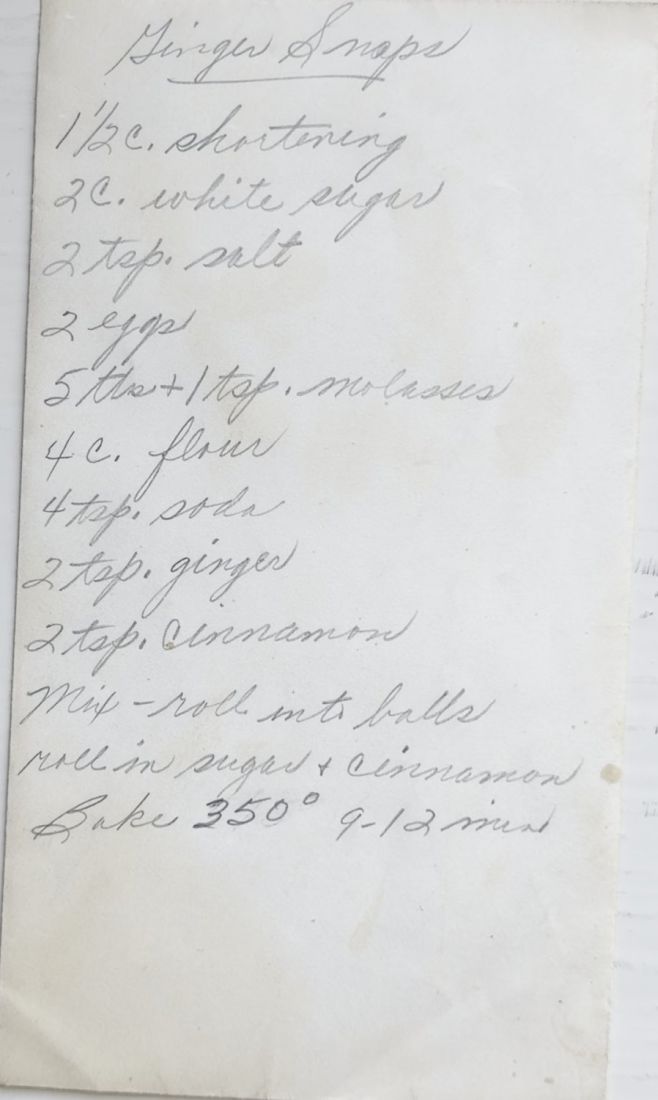 Ginger Snaps
1 1/2 c. shortening
2 c. white sugar
2 tsp. salt
2 eggs
5 tbs + 1 tsp. molasses
4 c. flour
4 tsp. soda
2 tsp. ginger
2 tsp. cinnamon
Mix - roll into balls
roll in sugar + cinnamon
Bake 350° 9-12 min